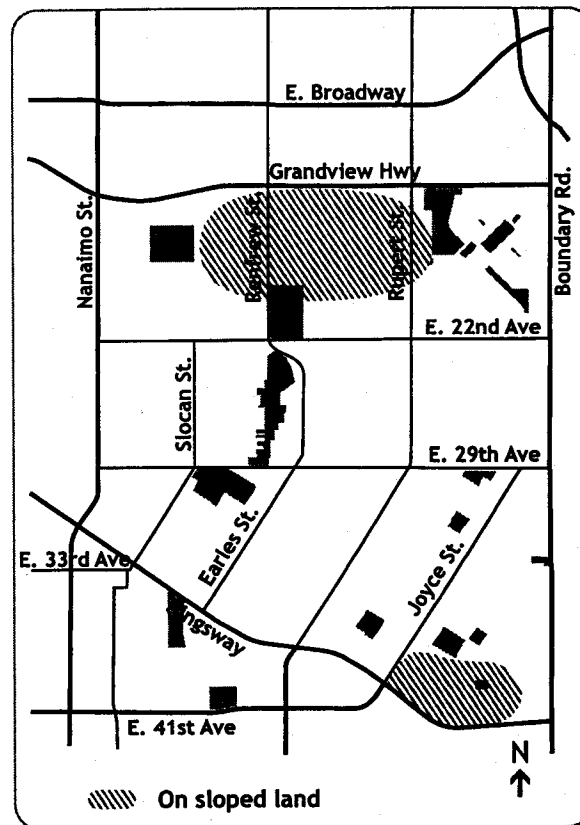 E. Broadway
Grandview Hwy
Nanaimo St.
Renfrew St.
Rupert St.
Boundary Rd.
E. 22nd Ave
Slocan St.
E. 29th Ave
Earles St.
Joyce St.
E. 33rd Ave
Kingsway
E. 41st Ave
N
On sloped land